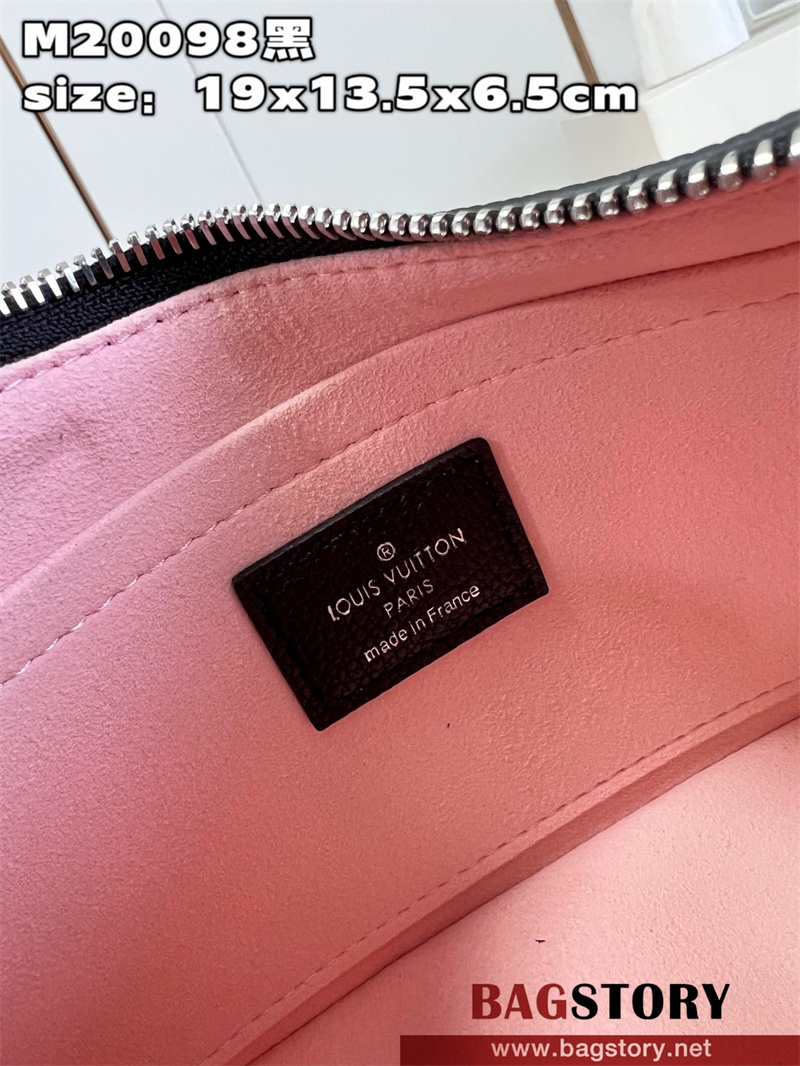 M20098黑
size：19x13.5x6.5cm
®
LOUIS VUITTON
PARIS
made in France
BAGSTORY
www.bagstory.net